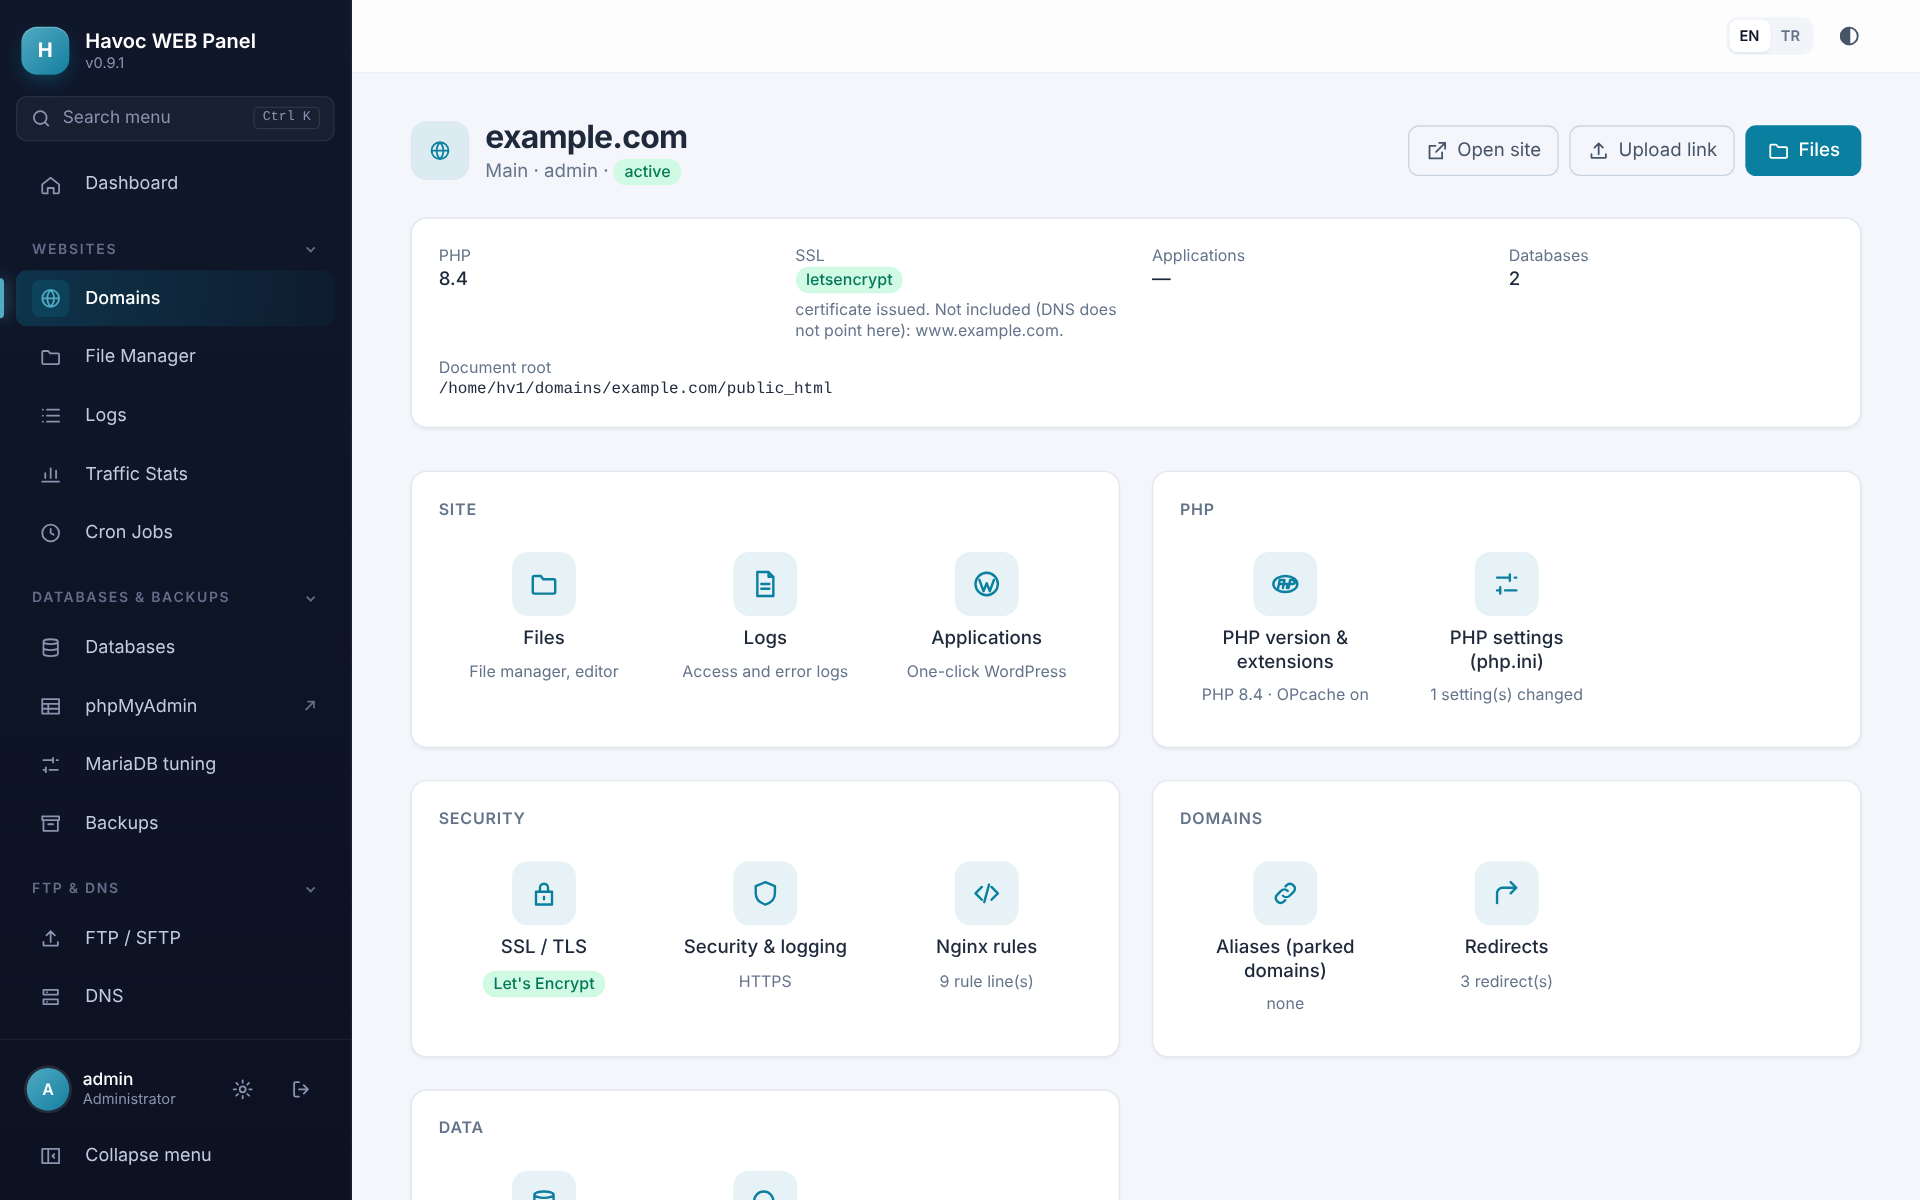 H
Havoc WEB Panel
v0.9.1
Search menu
Ctrl K
Dashboard
WEBSITES
Domains
File Manager
Logs
Traffic Stats
Cron Jobs
DATABASES & BACKUPS
Databases
phpMyAdmin
MariaDB tuning
Backups
FTP & DNS
FTP / SFTP
DNS
A
admin
Administrator
Collapse menu
EN TR
example.com
Main · admin · active
Open site
Upload link
Files
PHP
8.4
SSL
letsencrypt
certificate issued. Not included (DNS does
not point here): www.example.com.
Applications
—
Databases
2
Document root
/home/hv1/domains/example.com/public_html
SITE
Files
File manager, editor
Logs
Access and error logs
Applications
One-click WordPress
PHP
PHP version &
extensions
PHP 8.4 · OPcache on
PHP settings
(php.ini)
1 setting(s) changed
SECURITY
SSL / TLS
Let's Encrypt
Security & logging
HTTPS
Nginx rules
9 rule line(s)
DOMAINS
Aliases (parked
domains)
none
Redirects
3 redirect(s)
DATA